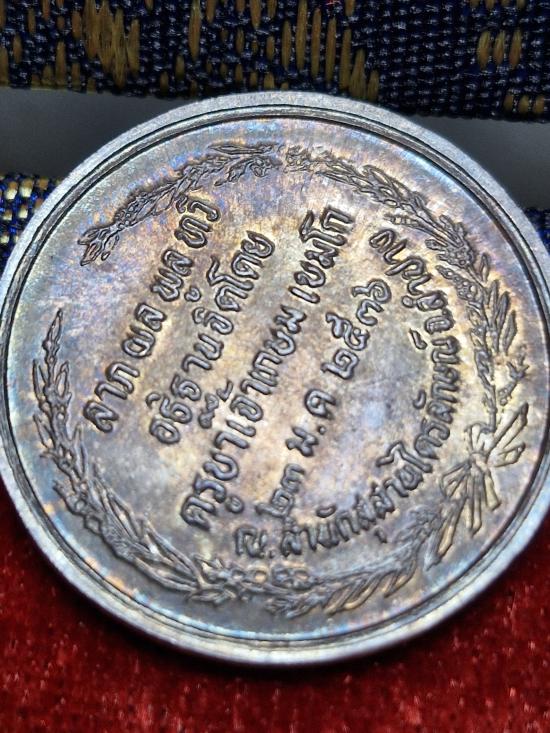 ลาภ ผล พูล ทวี
อธิธฐานจิตโดย
ครูบาเจ้าเกษม เขมโก
๒๓ ม.ค ๒๕๓๖
ณ.สำนักสุสานไตรลักษณ์